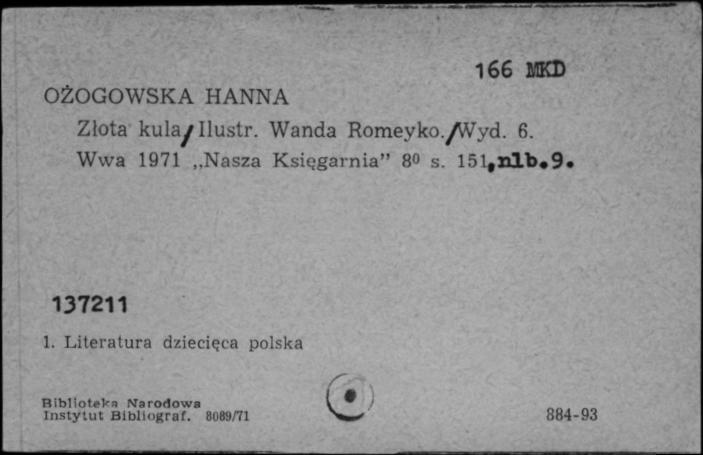 166 MKD
OŻOGOWSKA HANNA
Złota kula/Ilustr. Wanda Romeyko./Wyd. 6.
Wwa 1971 „Nasza Księgarnia” 8⁰ s. 151,nlb.9.
137211
1. Literatura dziecięca polska
Biblioteka Narodowa
Instytut Bibliograf. 8089/71
884-93